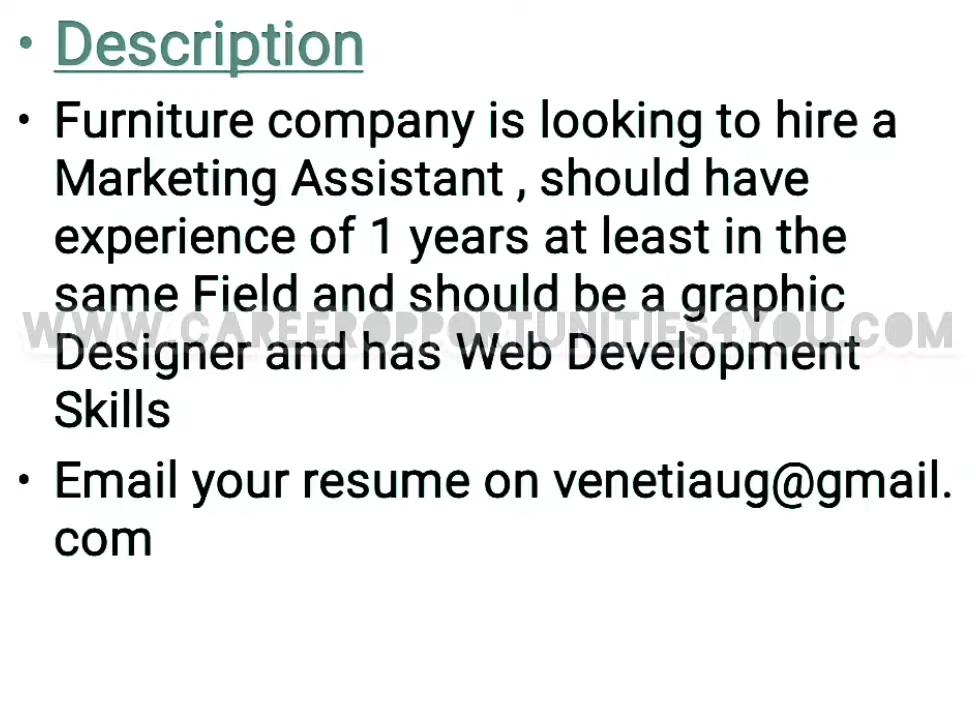 • Description
• Furniture company is looking to hire a
Marketing Assistant , should have
experience of 1 years at least in the
same Field and should be a graphic
WWW.CAREEROPPORTUNITIES4YOU.COM
Designer and has Web Development
Skills
• Email your resume on venetiaug@gmail.
com